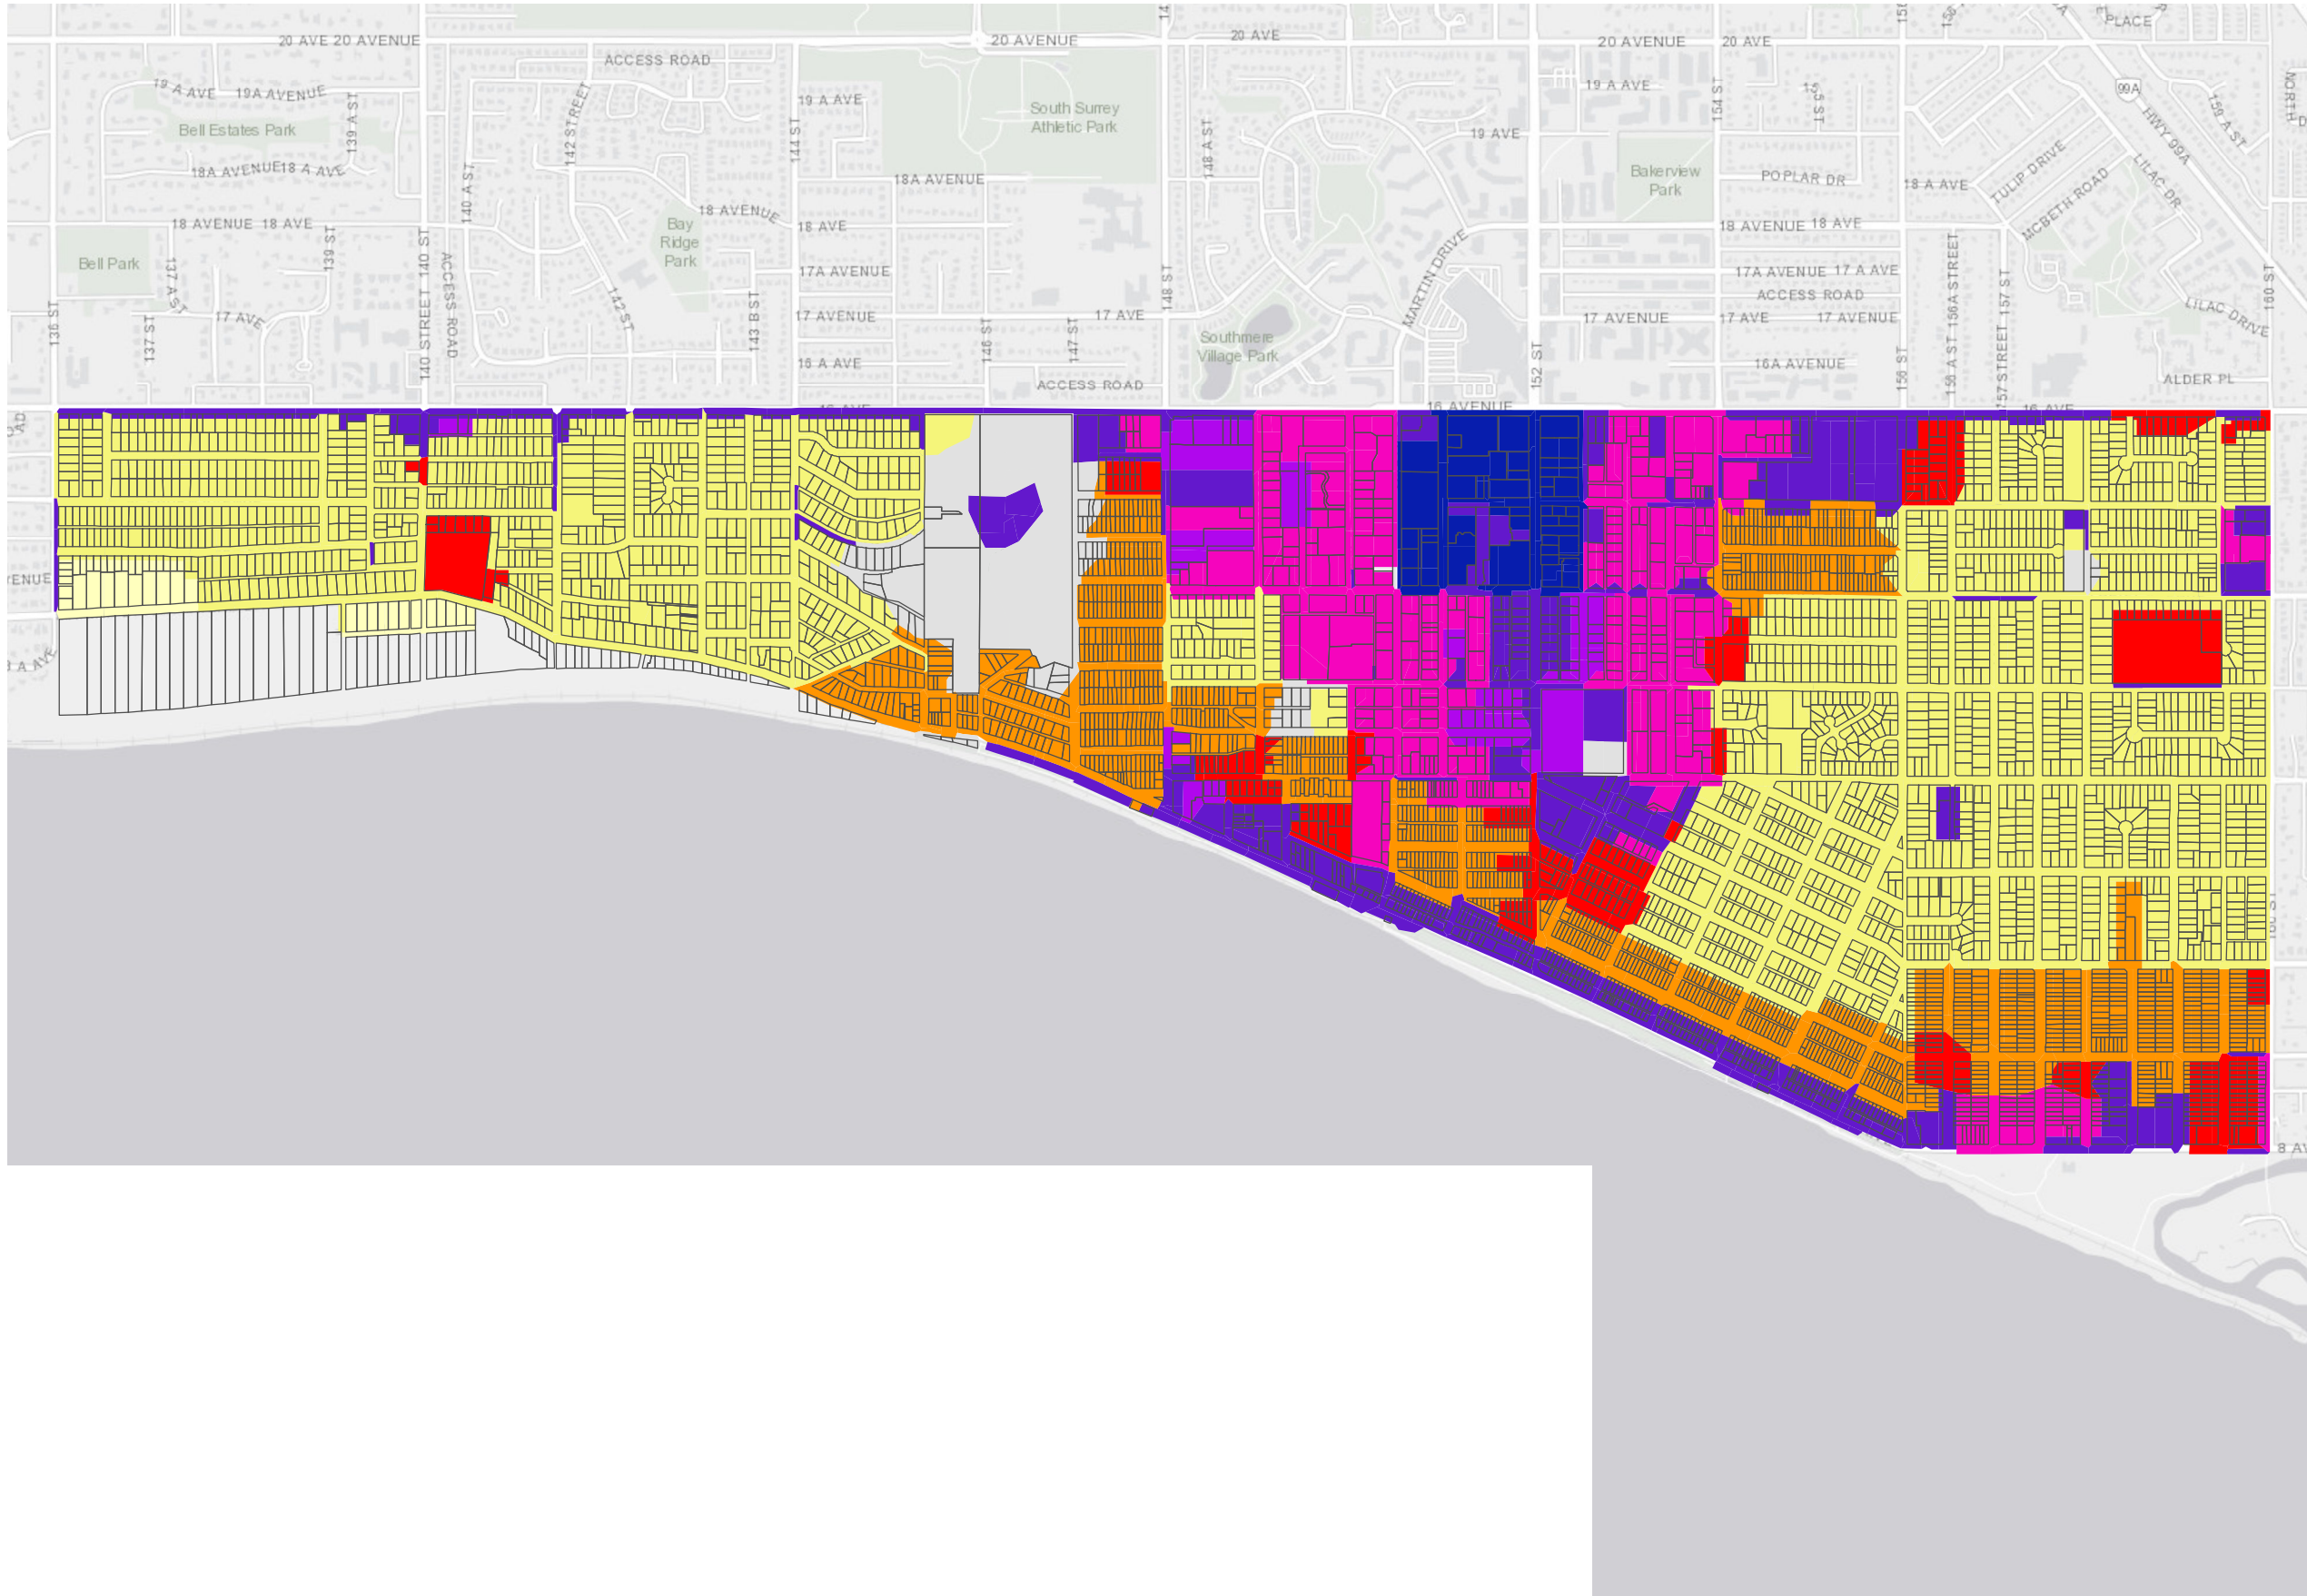 PLACE
20 AVE 20 AVENUE
20 AVENUE
20 AVE
20 AVENUE
20 AVE
ACCESS ROAD
19 A AVE
19A AVENUE
139 A ST
142 STREET
144 ST
19 A AVE
South Surrey
Athletic Park
148 A ST
19 AVE
19 A AVE
154 ST
99A
HWY 99A
159 A ST
NORTH
Bell Estates Park
18A AVENUE
18 A AVE
140 A ST
18A AVENUE
Bakerview
Park
POPLAR DR
18 A AVE
TULIP DRIVE
MCBETH ROAD
LILAC DR
18 AVENUE
18 AVE
139 ST
18 AVENUE
18 AVE
18 AVENUE
18 AVE
Bay
Ridge
Park
Bell Park
137 A ST
140 STREET 140 ST
ACCESS ROAD
17A AVENUE
148 ST
MARTIN DRIVE
17A AVENUE
17 A AVE
ACCESS ROAD
156A STREET
156 A ST
157 ST
157 STREET
160 ST
LILAC DRIVE
136 ST
137 ST
17 AVE
142 ST
143 B ST
17 AVENUE
146 ST
147 ST
17 AVE
Southmere
Village Park
152 ST
17 AVENUE
17 AVE
17 AVENUE
156 ST
16 A AVE
ACCESS ROAD
16A AVENUE
ALDER PL
16 AVE
16 AVENUE
16 AVE
8 AV